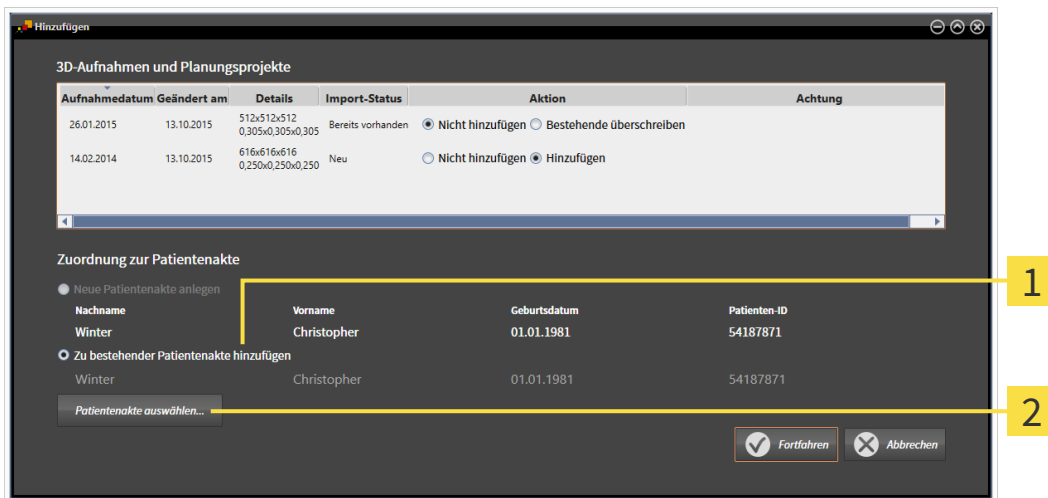 Hinzufügen
3D-Aufnahmen und Planungsprojekte
Aufnahmedatum Geändert am Details Import-Status Aktion Achtung
26.01.2015 13.10.2015 512x512x512 0,305x0,305x0,305 Bereits vorhanden Nicht hinzufügen Bestehende überschreiben
14.02.2014 13.10.2015 616x616x616 0,250x0,250x0,250 Neu Nicht hinzufügen Hinzufügen
Zuordnung zur Patientenakte
1
Neue Patientenakte anlegen
Nachname Vorname Geburtsdatum Patienten-ID
Winter Christopher 01.01.1981 54187871
Zu bestehender Patientenakte hinzufügen
Winter Christopher 01.01.1981 54187871
Patientenakte auswählen...
2
Fortfahren Abbrechen